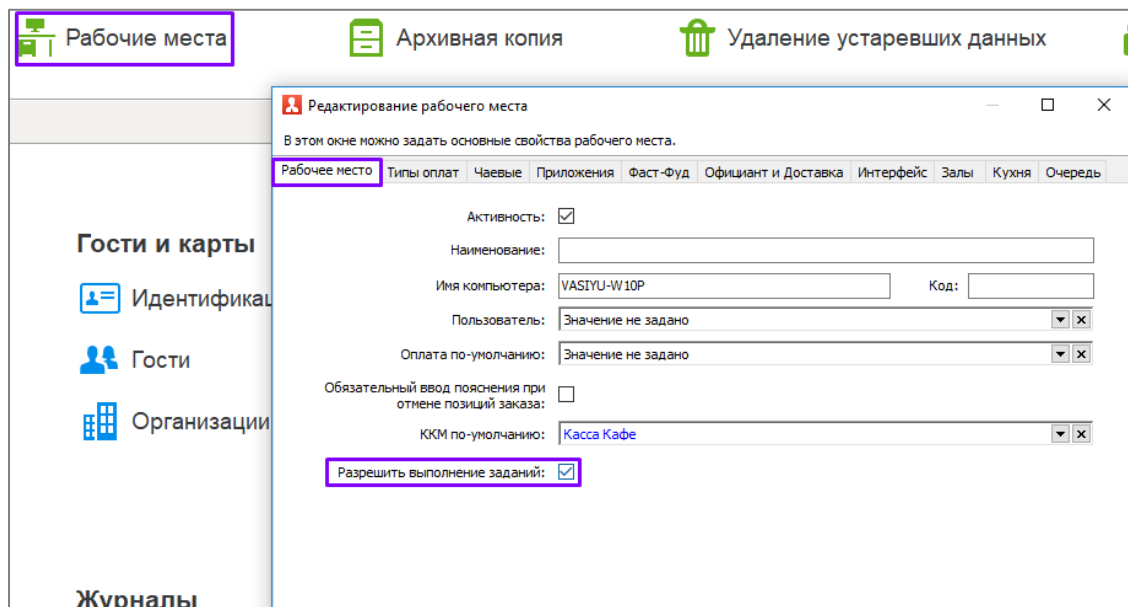 Рабочие места
Архивная копия
Удаление устаревших данных
Редактирование рабочего места
В этом окне можно задать основные свойства рабочего места.
Рабочее место Типы оплат Чаевые Приложения Фаст-Фуд Официант и Доставка Интерфейс Залы Кухня Очередь
Активность:
Наименование:
Имя компьютера: VASIYU-W10P Код:
Пользователь: Значение не задано
Оплата по-умолчанию: Значение не задано
Обязательный ввод пояснения при
отмене позиций заказа:
ККМ по-умолчанию: Касса Кафе
Разрешить выполнение заданий:
Гости и карты
Идентификац
Гости
Организации
Журналы